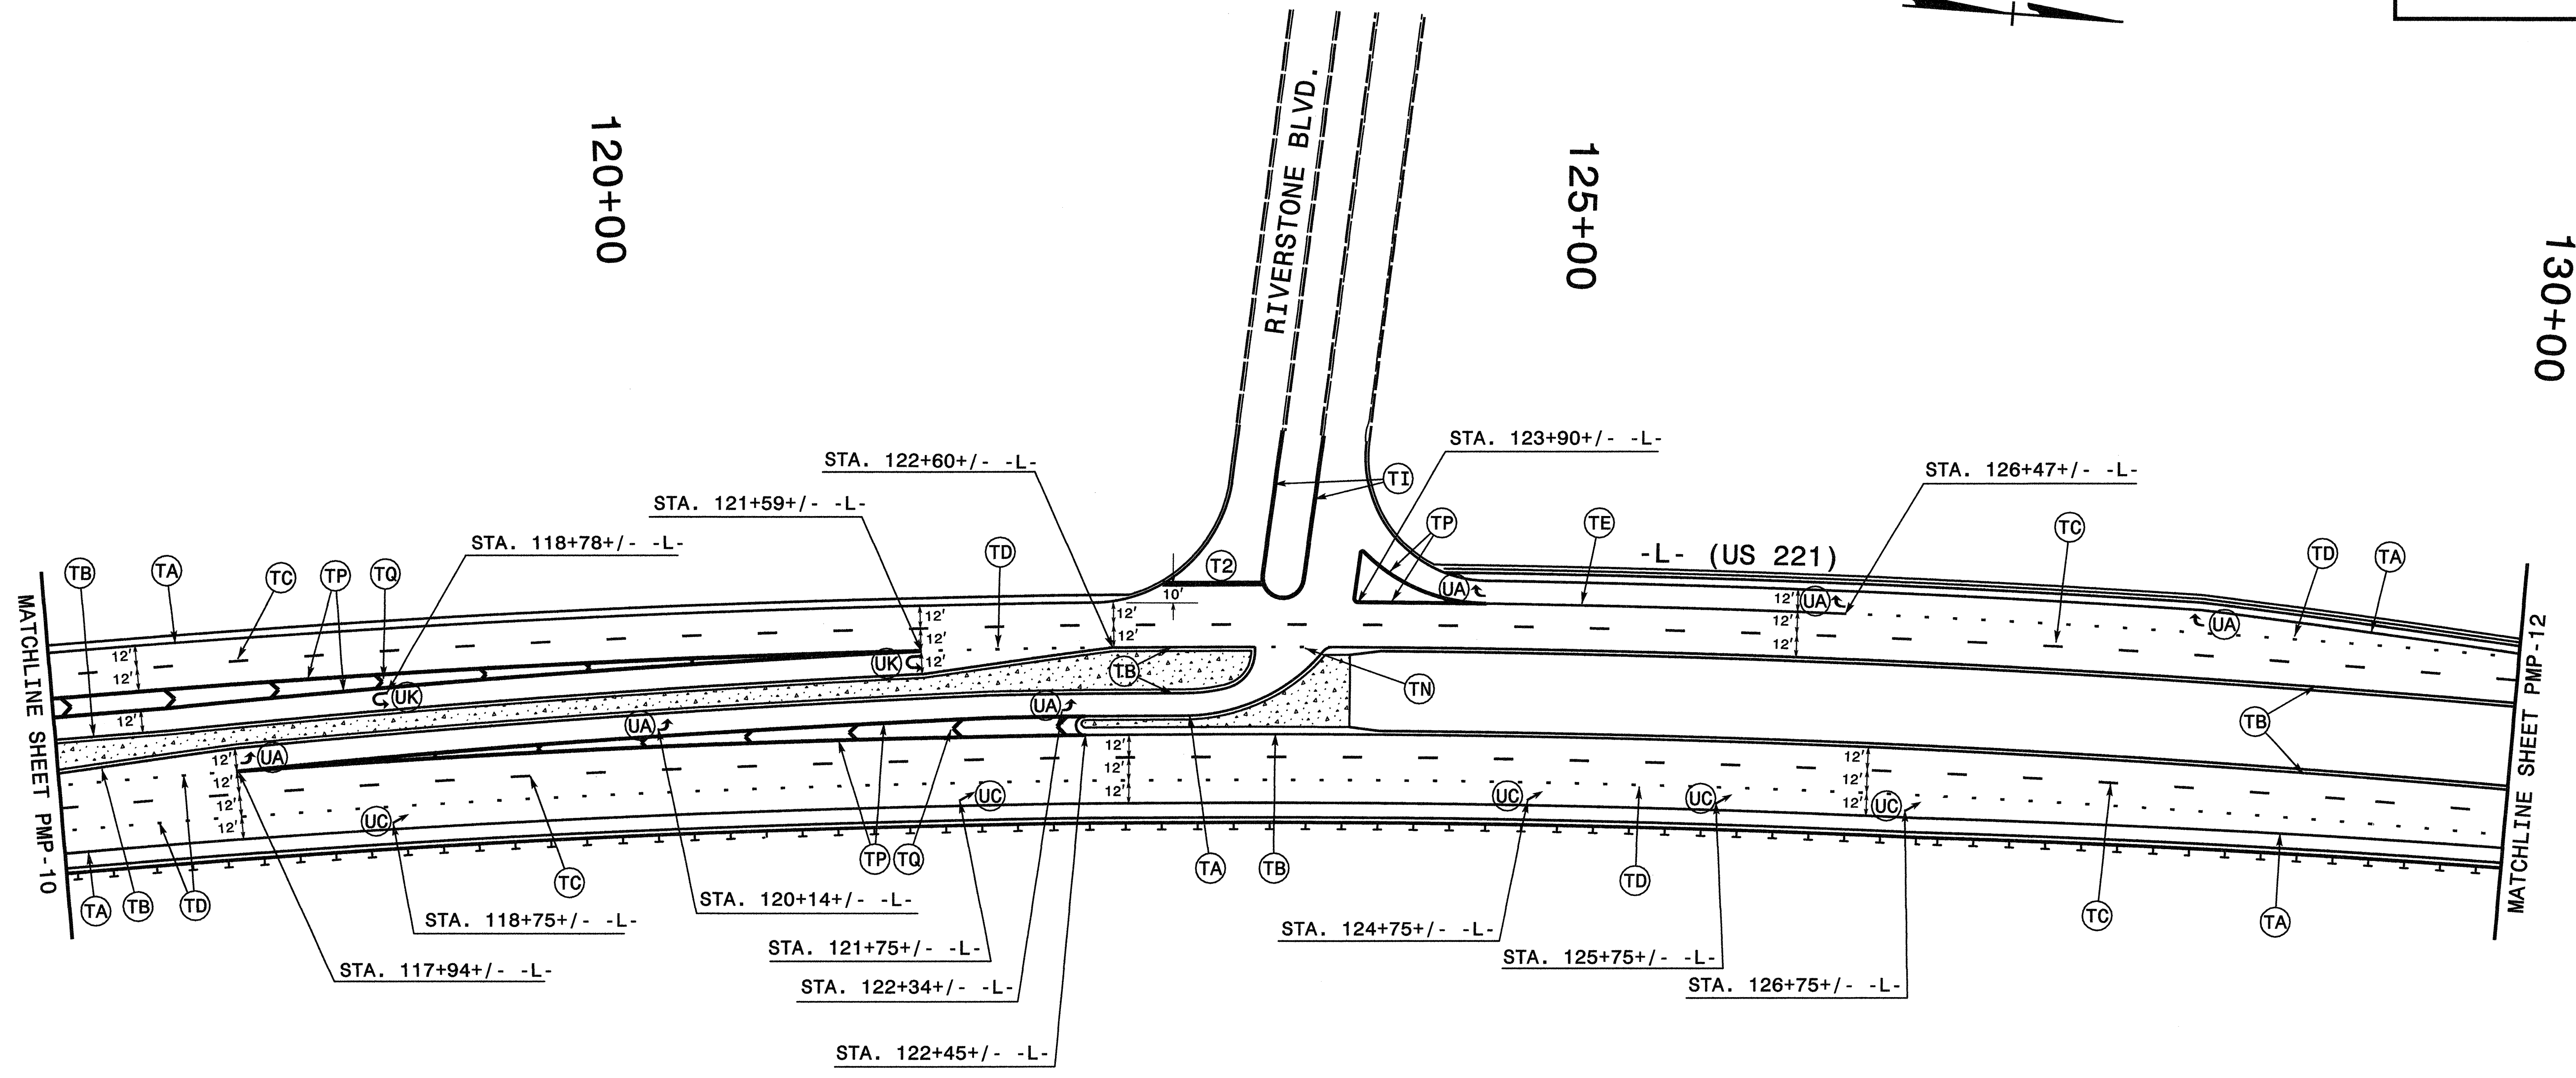 120+00
RIVERSTONE BLVD.
125+00
130+00
STA. 123+90+/- -L-
STA. 122+60+/- -L-
STA. 126+47+/- -L-
TI
STA. 121+59+/- -L-
STA. 118+78+/- -L-
TP
TE
TC
TD
TA
-L- (US 221)
TB
TA
TC
TP
TQ
TD
T2
10'
UA
UA
UA
12'
12'
12'
12'
12'
12'
12'
12'
12'
12'
12'
12'
UK
UK
TB
TN
TB
MATCHLINE SHEET PMP-10
MATCHLINE SHEET PMP-12
UA
UA
UA
12'
12'
12'
12'
12'
12'
12'
12'
12'
12'
UC
UC
UC
UC
UC
TA
TB
TD
TC
TP
TQ
TA
TB
TD
TC
TA
STA. 120+14+/- -L-
STA. 118+75+/- -L-
STA. 124+75+/- -L-
STA. 121+75+/- -L-
STA. 125+75+/- -L-
STA. 117+94+/- -L-
STA. 122+34+/- -L-
STA. 126+75+/- -L-
STA. 122+45+/- -L-